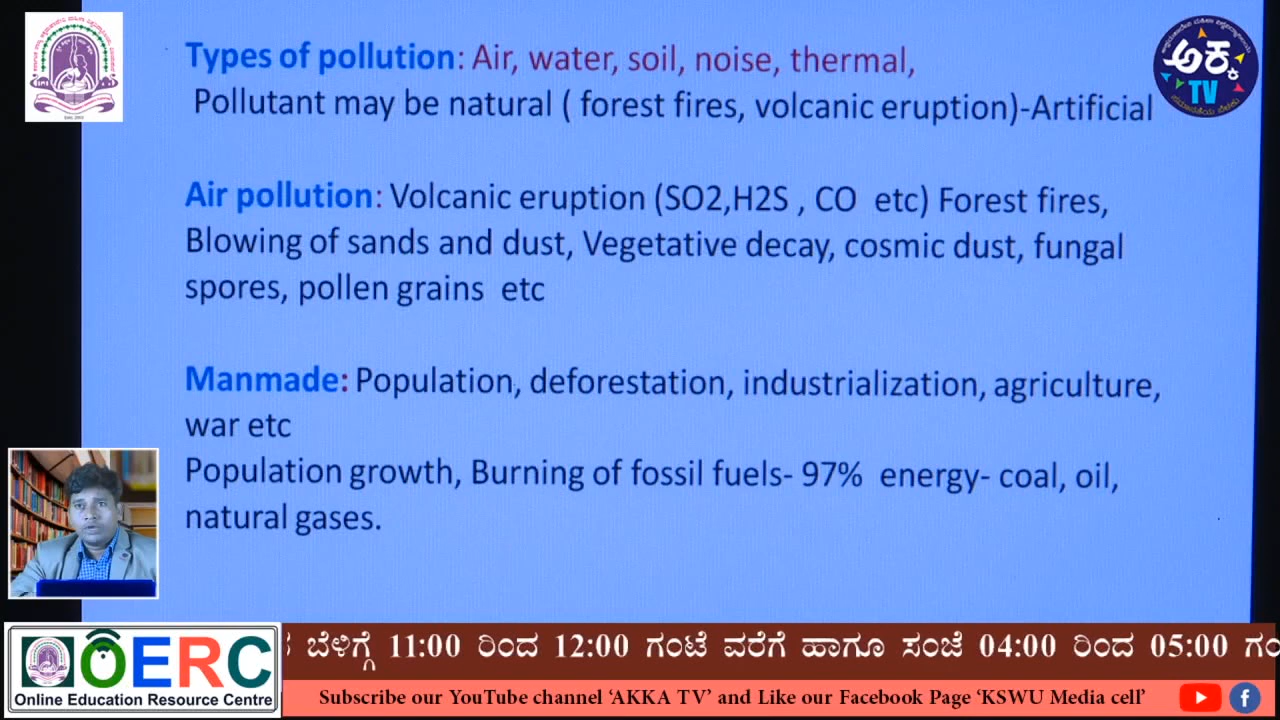 Types of pollution: Air, water, soil, noise, thermal,
Pollutant may be natural ( forest fires, volcanic eruption)-Artificial
Air pollution: Volcanic eruption (SO2,H2S , CO  etc) Forest fires,
Blowing of sands and dust, Vegetative decay, cosmic dust, fungal
spores, pollen grains  etc
Manmade: Population, deforestation, industrialization, agriculture,
war etc
Population growth, Burning of fossil fuels- 97%  energy- coal, oil,
natural gases.
ಅಕ್ಕ
TV
OERC
Online Education Resource Centre
ಬೆಳಿಗ್ಗೆ 11:00 ರಿಂದ 12:00 ಗಂಟೆ ವರೆಗೆ ಹಾಗೂ ಸಂಜೆ 04:00 ರಿಂದ 05:00
Subscribe our YouTube channel ‘AKKA TV’ and Like our Facebook Page ‘KSWU Media cell’